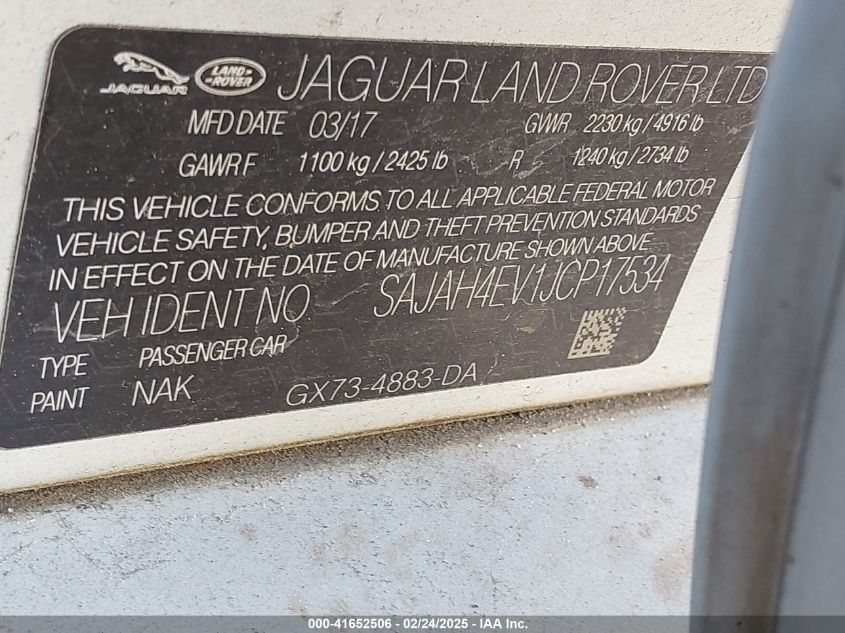 JAGUAR LAND-ROVER JAGUAR LAND ROVER LTD
MFD DATE 03/17 GVWR 2230 kg / 4916 lb
GAWR F 1100 kg / 2425 lb R 1240 kg / 2734 lb
THIS VEHICLE CONFORMS TO ALL APPLICABLE FEDERAL MOTOR
VEHICLE SAFETY, BUMPER AND THEFT PREVENTION STANDARDS
IN EFFECT ON THE DATE OF MANUFACTURE SHOWN ABOVE
VEH IDENT NO SAJAH4EV1JCP17534
TYPE PASSENGER CAR
PAINT NAK GX73-4883-DA
000-41652506 - 02/24/2025 - IAA Inc.